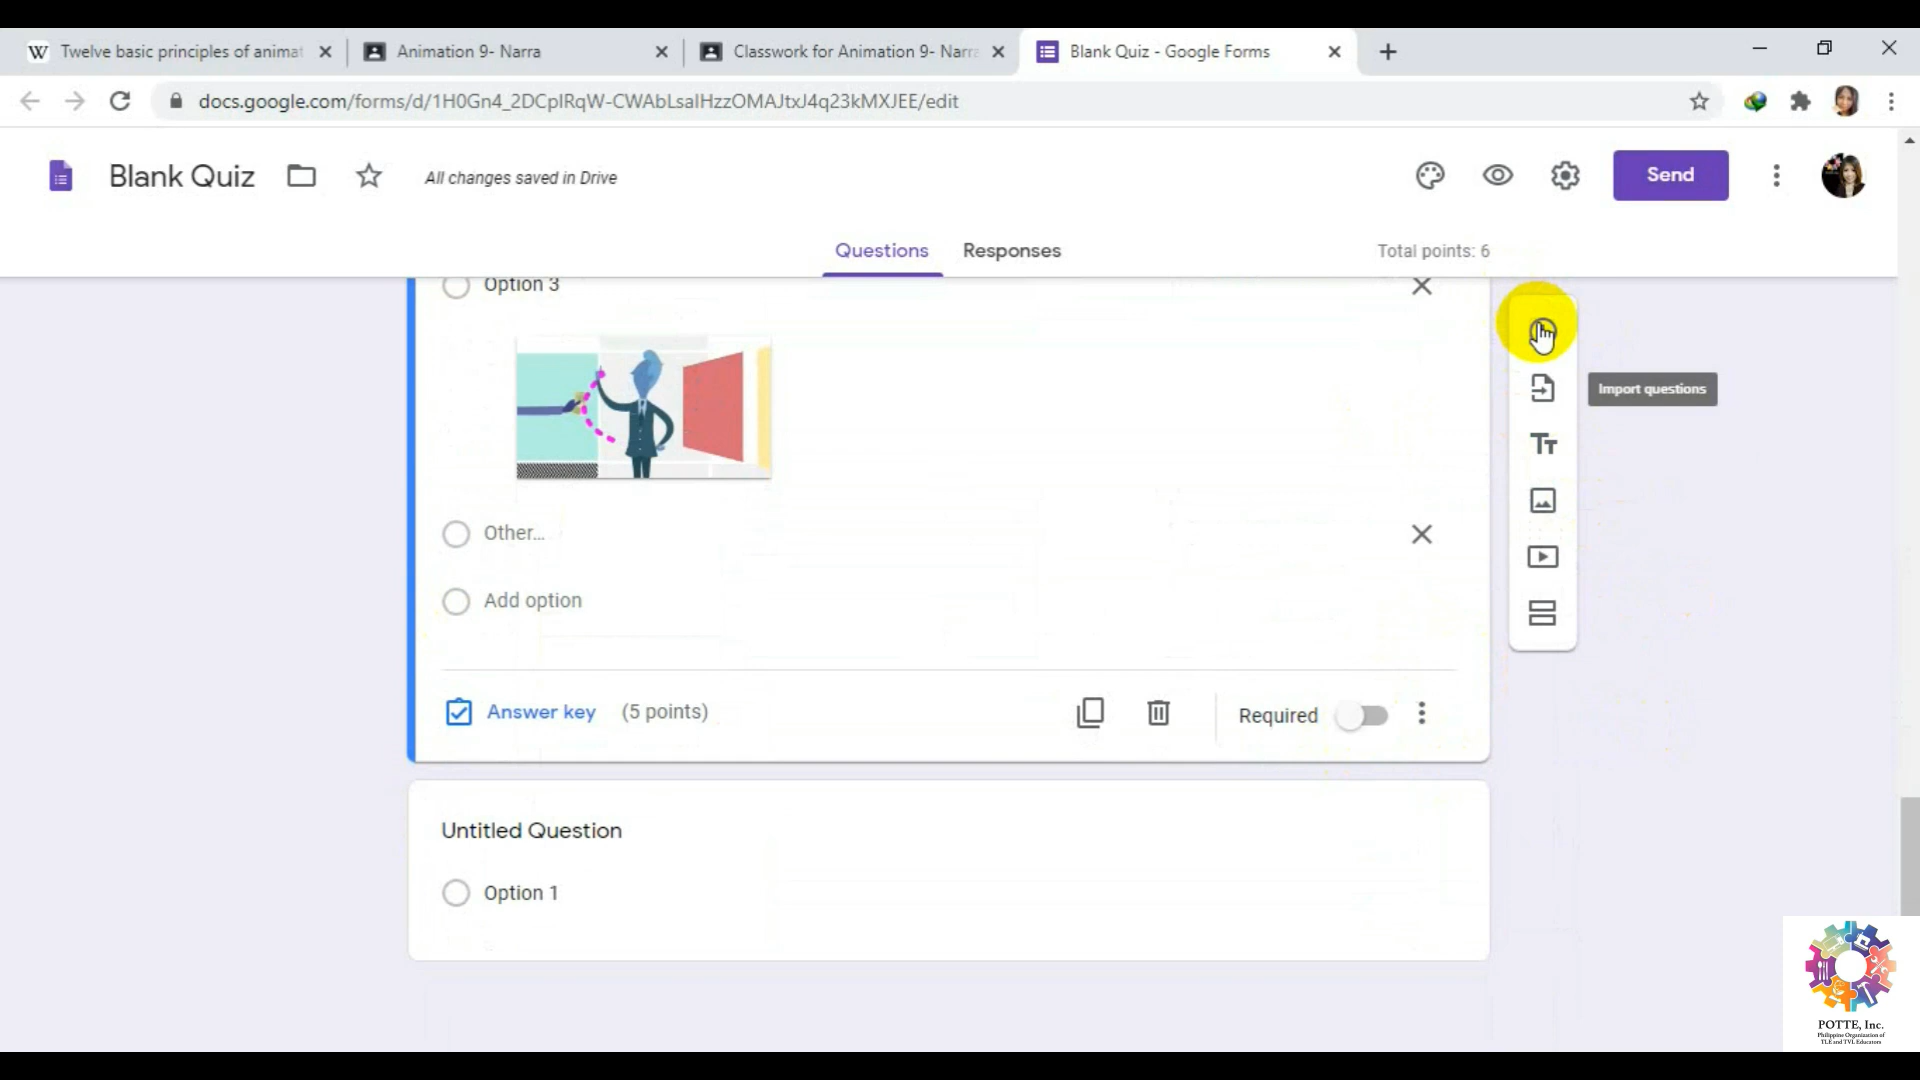 Twelve basic principles of animat
Animation 9- Narra
Classwork for Animation 9- Narra
Blank Quiz - Google Forms
docs.google.com/forms/d/1H0Gn4_2DCpIRqW-CWAbLsaIHzzOMAJtxJ4q23kMXJEE/edit
Blank Quiz
All changes saved in Drive
Send
Questions
Responses
Total points: 6
Option 3
Import questions
Tт
Other...
Add option
Answer key
(5 points)
Required
Untitled Question
Option 1
POTTE, Inc.
Philippine Organization of
TLE and TVL Educators